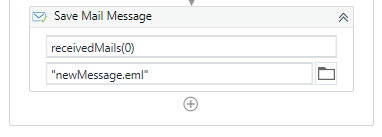 Save Mail Message
receivedMails(0)
"newMessage.eml"